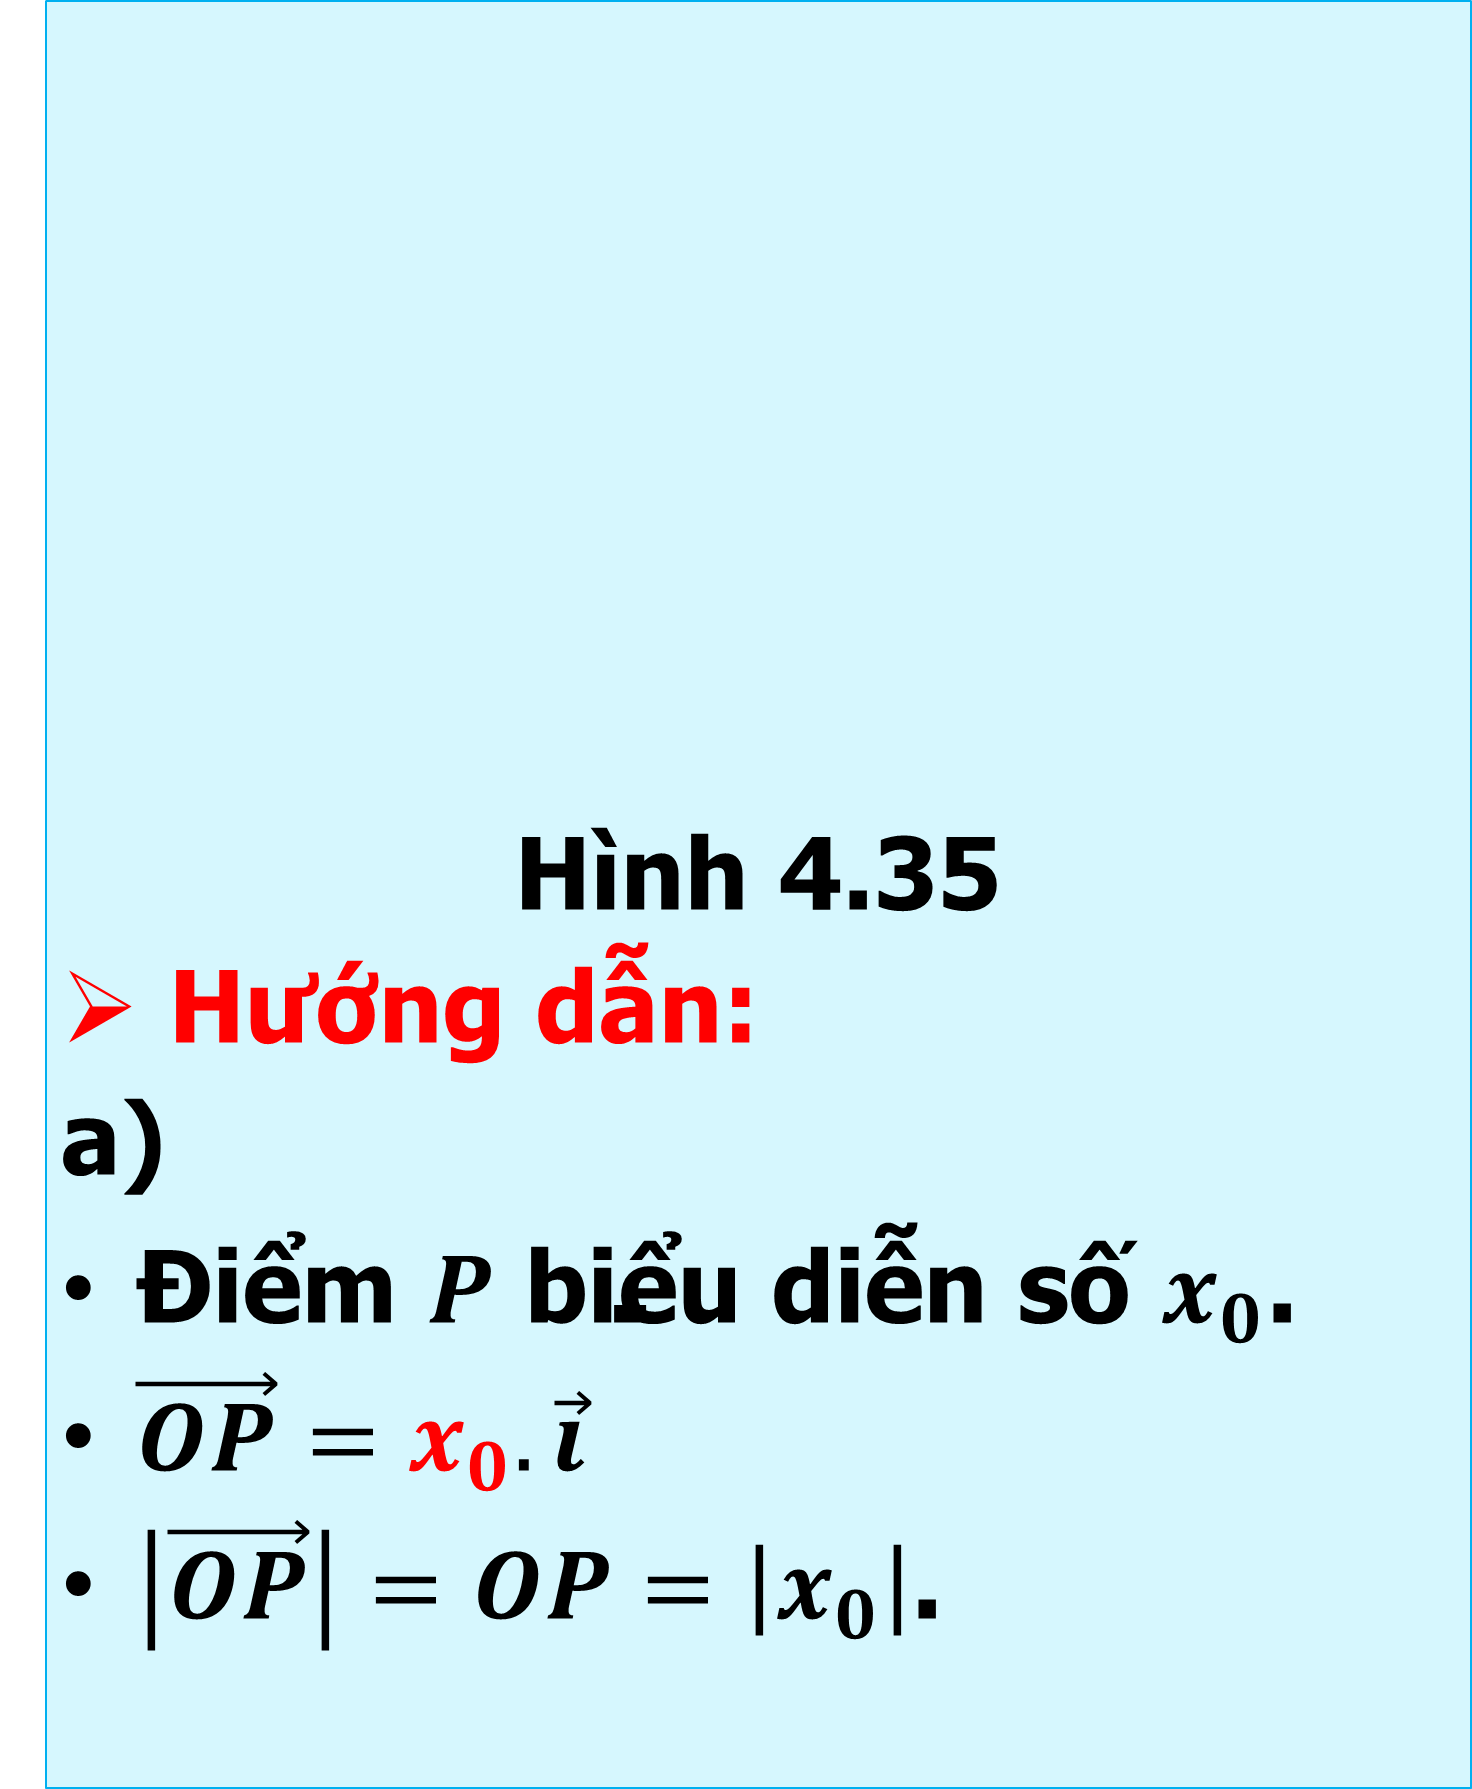 Hình 4.35
➢ Hướng dẫn:
a)
• Điểm 𝑷 biểu diễn số 𝒙₀.
• 𝑶𝑷⃗ = 𝒙₀. 𝒊⃗
• |𝑶𝑷⃗| = 𝑶𝑷 = |𝒙₀|.